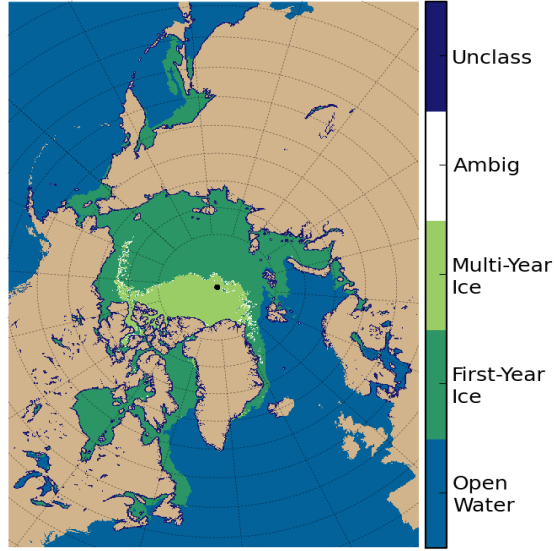 Unclass
Ambig
Multi-Year
Ice
First-Year
Ice
Open
Water